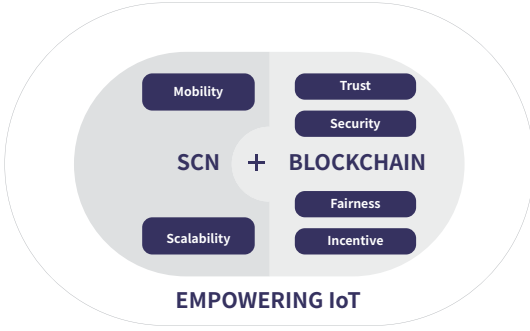 Mobility
Trust
Security
SCN + BLOCKCHAIN
Fairness
Scalability
Incentive
EMPOWERING IoT